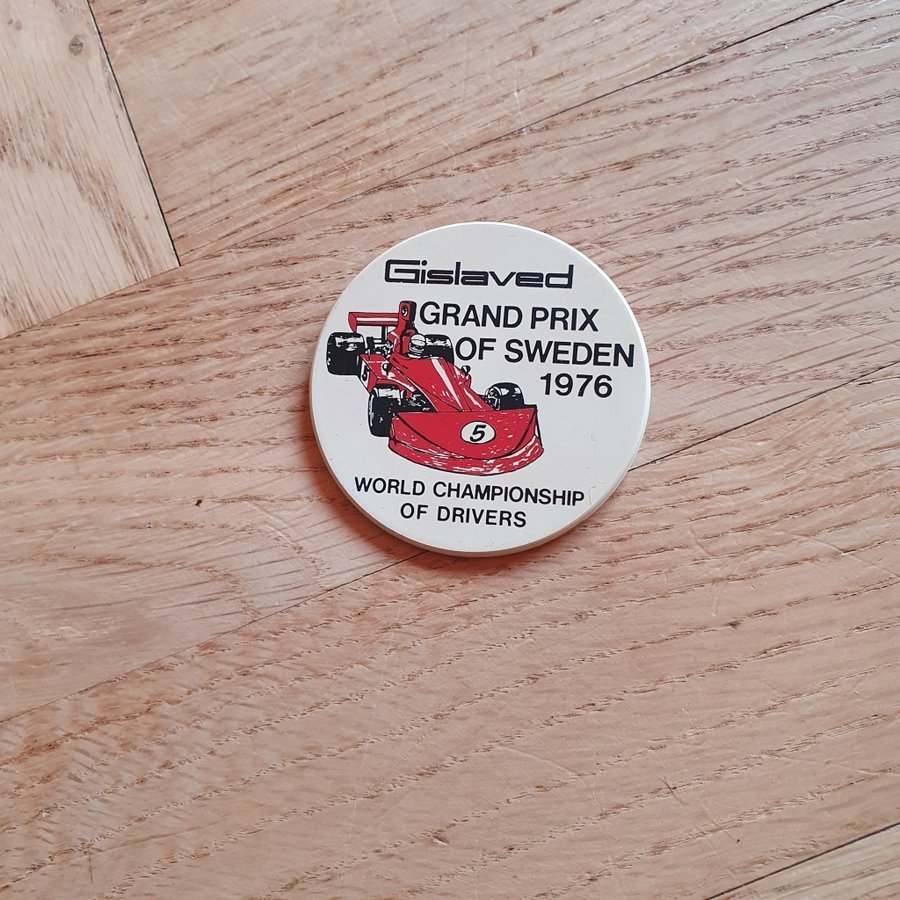 Gislaved
GRAND PRIX
OF SWEDEN
1976
5
WORLD CHAMPIONSHIP
OF DRIVERS